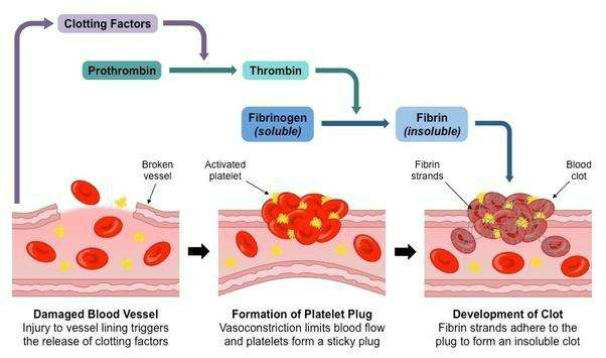 Clotting Factors
Prothrombin
Thrombin
Fibrinogen
(soluble)
Fibrin
(insoluble)
Broken
vessel
Activated
platelet
Fibrin
strands
Blood
clot
Damaged Blood Vessel
Injury to vessel lining triggers
the release of clotting factors
Formation of Platelet Plug
Vasoconstriction limits blood flow
and platelets form a sticky plug
Development of Clot
Fibrin strands adhere to the
plug to form an insoluble clot